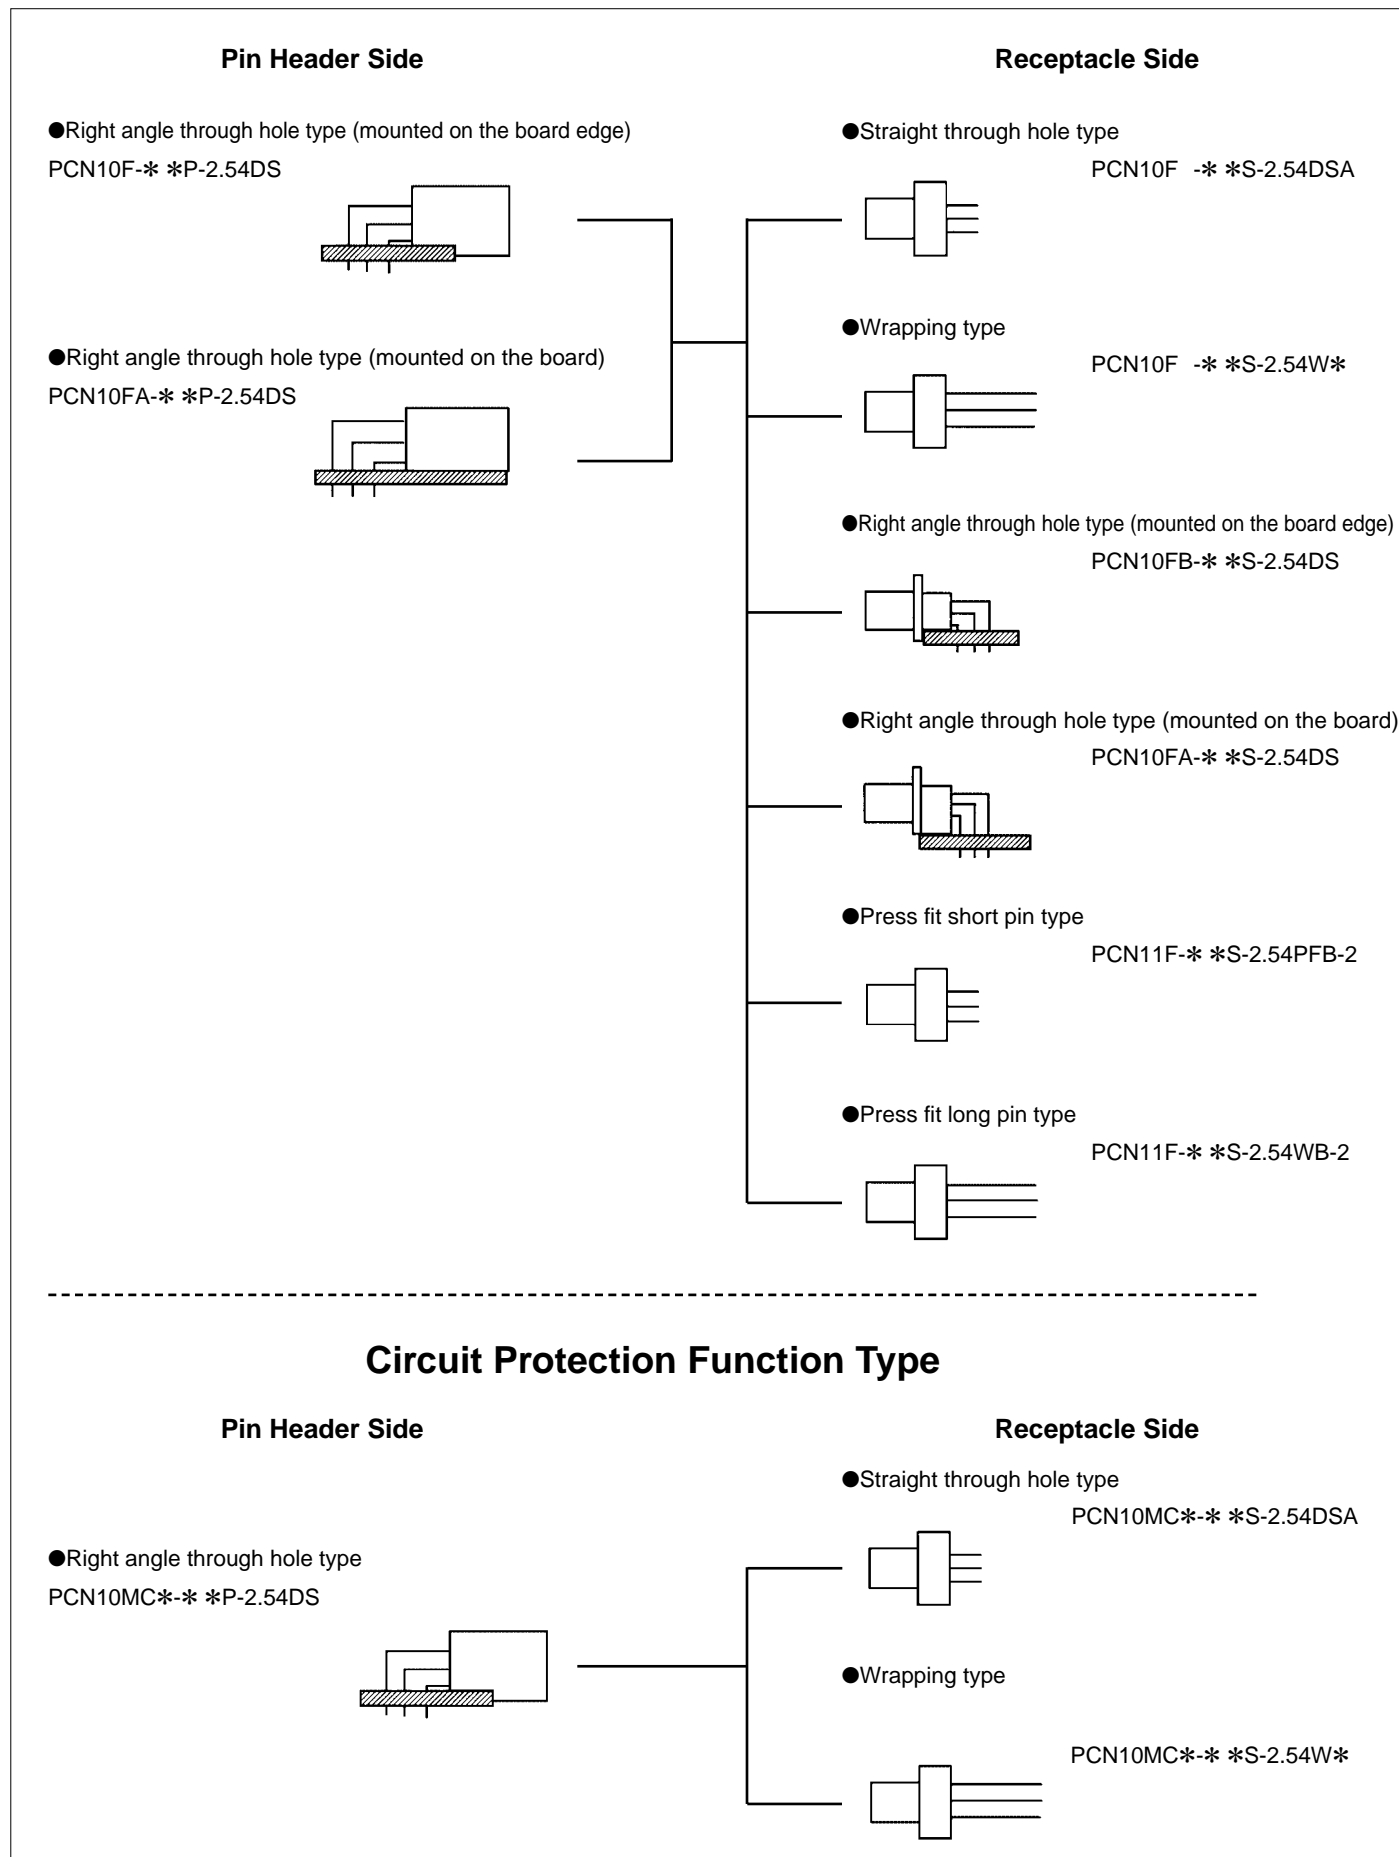 Pin Header Side
Receptacle Side
●Right angle through hole type (mounted on the board edge)
PCN10F-* *P-2.54DS
●Right angle through hole type (mounted on the board)
PCN10FA-* *P-2.54DS
●Straight through hole type
PCN10F -* *S-2.54DSA
●Wrapping type
PCN10F -* *S-2.54W*
●Right angle through hole type (mounted on the board edge)
PCN10FB-* *S-2.54DS
●Right angle through hole type (mounted on the board)
PCN10FA-* *S-2.54DS
●Press fit short pin type
PCN11F-* *S-2.54PFB-2
●Press fit long pin type
PCN11F-* *S-2.54WB-2
Circuit Protection Function Type
Pin Header Side
Receptacle Side
●Right angle through hole type
PCN10MC*-* *P-2.54DS
●Straight through hole type
PCN10MC*-* *S-2.54DSA
●Wrapping type
PCN10MC*-* *S-2.54W*